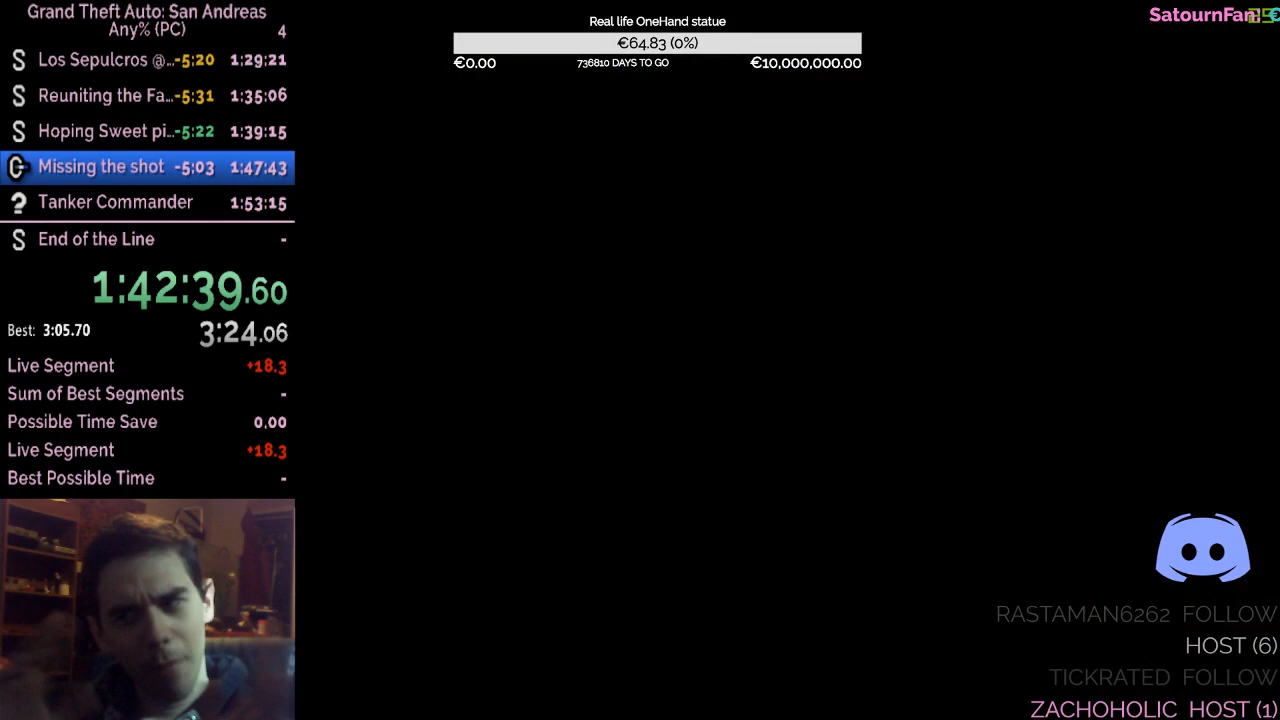 Grand Theft Auto: San Andreas
Any% (PC)
4
Los Sepulcros @... -5:20 1:29:21
Reuniting the Fa... -5:31 1:35:06
Hoping Sweet pi... -5:22 1:39:15
Missing the shot -5:03 1:47:43
Tanker Commander 1:53:15
End of the Line -
1:42:39.60
Best: 3:05.70 3:24.06
Live Segment +18.3
Sum of Best Segments -
Possible Time Save 0.00
Live Segment +18.3
Best Possible Time -
Real life OneHand statue
€64.83 (0%)
€0.00 736810 DAYS TO GO €10,000,000.00
SatournFan:
RASTAMAN6262 FOLLOW
HOST (6)
TICKRATED FOLLOW
ZACHOHOLIC HOST (1)